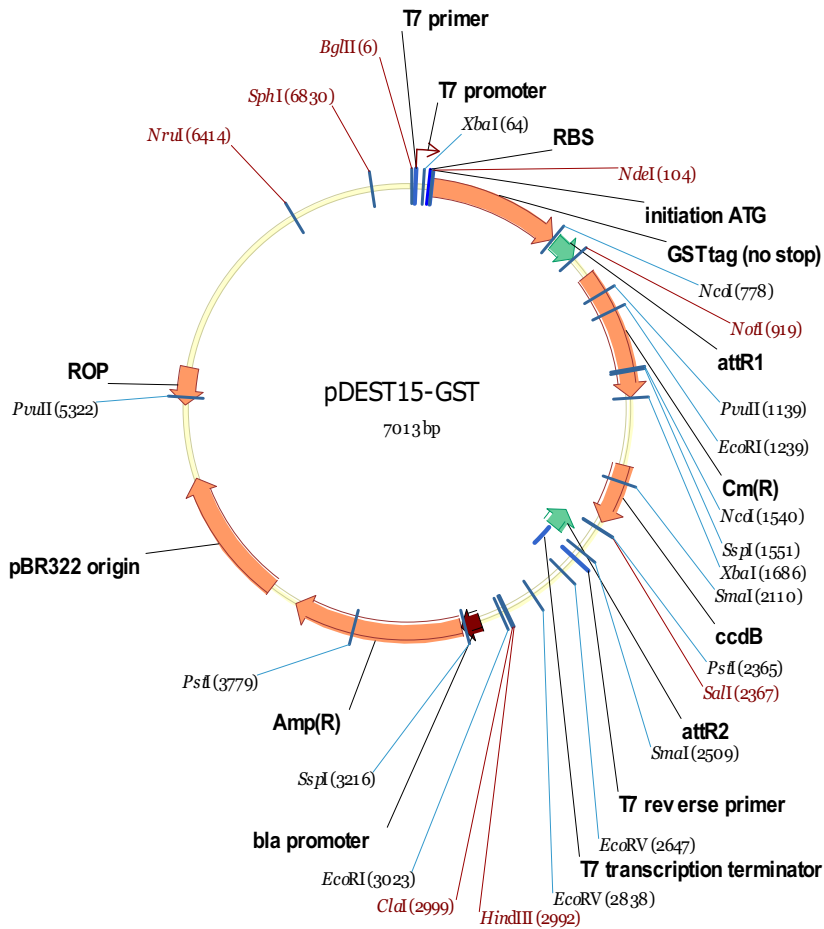 T7 primer
BglII (6)
T7 promoter
SphI (6830)
XbaI (64)
RBS
NruI (6414)
NdeI (104)
initiation ATG
GST tag (no stop)
NcoI (778)
NotI (919)
attR1
ROP
pDEST15-GST
PvuII (5322)
PvuII (1139)
7013 bp
EcoRI (1239)
Cm(R)
NcoI (1540)
SspI (1551)
pBR322 origin
XbaI (1686)
SmaI (2110)
ccdB
PstI (2365)
PstI (3779)
SalI (2367)
Amp(R)
attR2
SmaI (2509)
SspI (3216)
T7 reverse primer
bla promoter
EcoRV (2647)
T7 transcription terminator
EcoRI (3023)
EcoRV (2838)
ClaI (2999)
HindIII (2992)